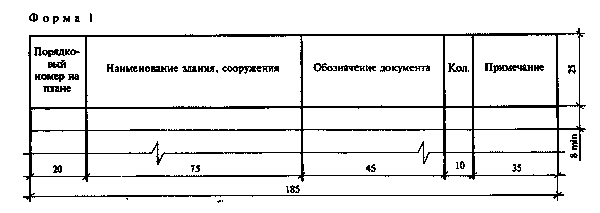 Форма 1
Порядко-
вый
номер на
плане
Наименование здания, сооружения
Обозначение документа
Кол.
Примечание
25
8 min
20
75
45
10
35
185